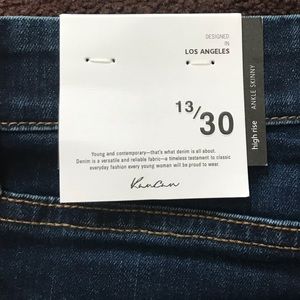 DESIGNED
IN
LOS ANGELES
13/30
Young and contemporary–that's what denim is all about.
Denim is a versatile and reliable fabric–a timeless testament to classic
everyday fashion every young woman will be proud to wear.
KanCan
high rise
ANKLE SKINNY